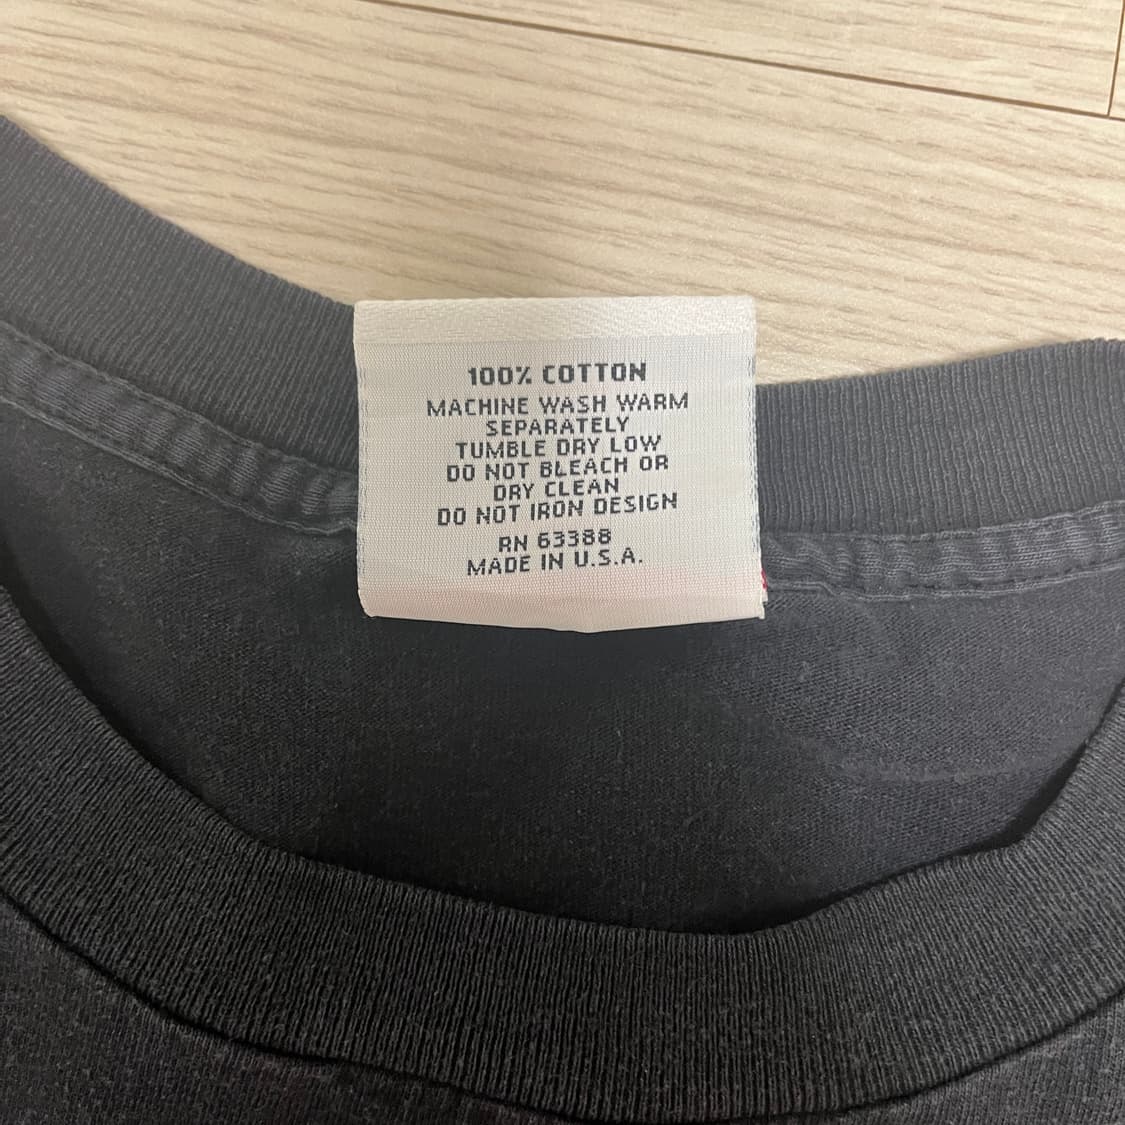 100% COTTON
MACHINE WASH WARM
SEPARATELY
TUMBLE DRY LOW
DO NOT BLEACH OR
DRY CLEAN
DO NOT IRON DESIGN
RN 63388
MADE IN U.S.A.